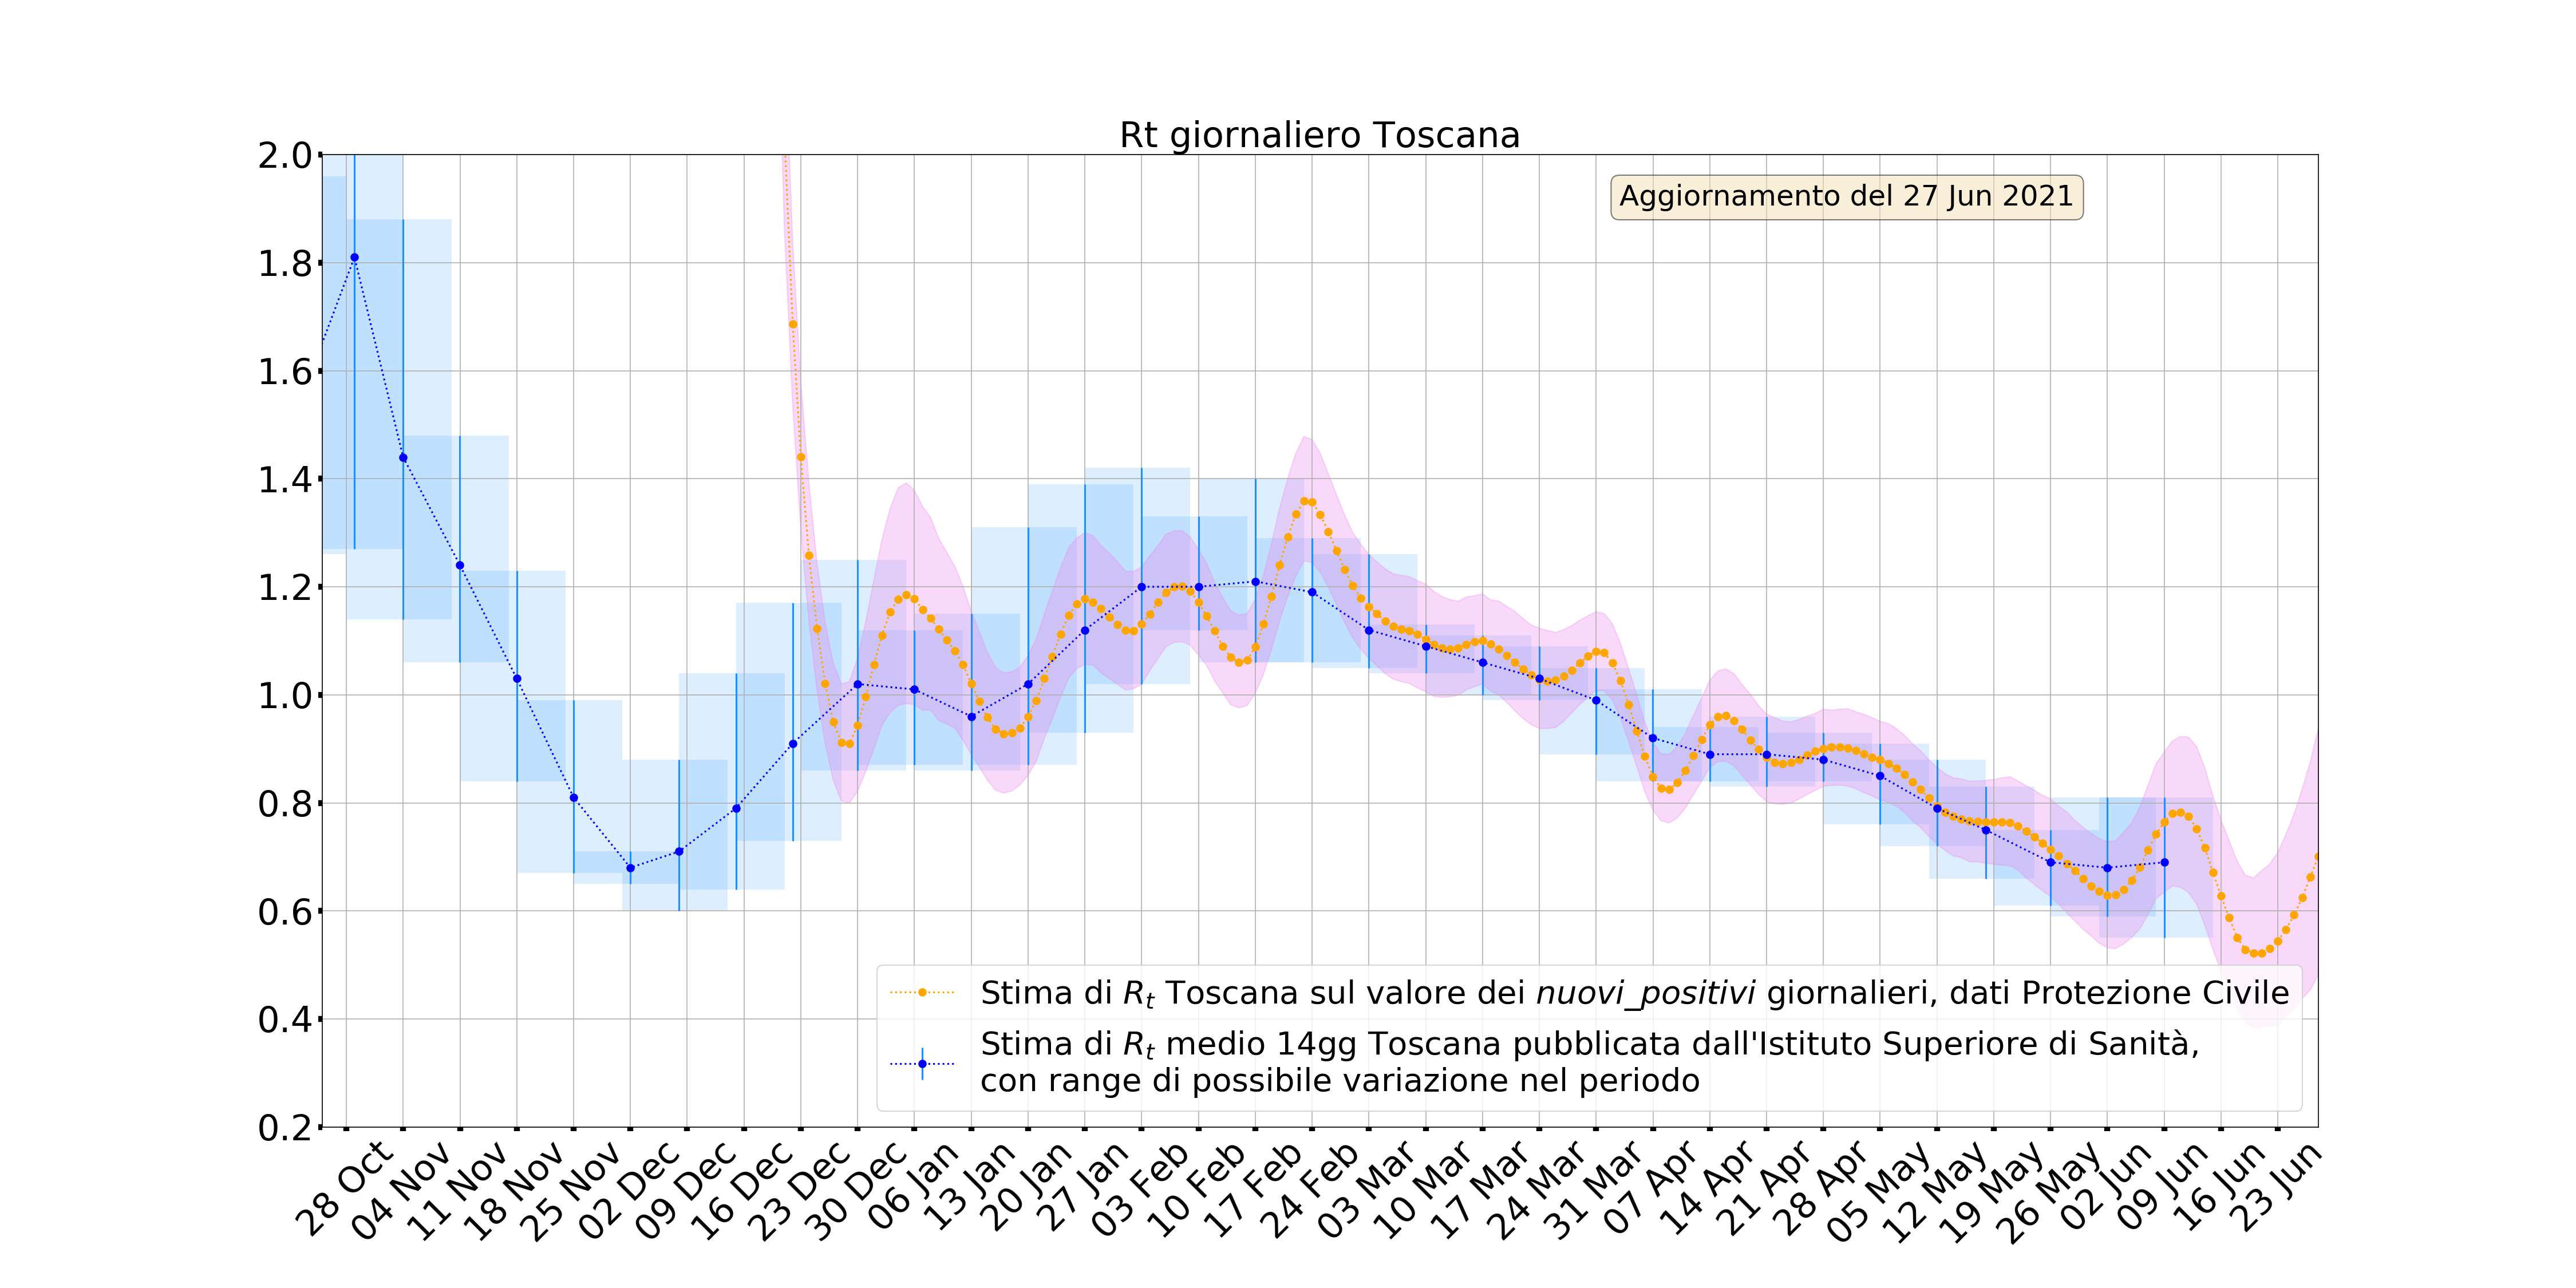 Rt giornaliero Toscana
Aggiornamento del 27 Jun 2021
2.0
1.8
1.6
1.4
1.2
1.0
0.8
0.6
0.4
0.2
Stima di Rt Toscana sul valore dei nuovi_positivi giornalieri, dati Protezione Civile
Stima di Rt medio 14gg Toscana pubblicata dall'Istituto Superiore di Sanità,
con range di possibile variazione nel periodo
28 Oct
04 Nov
11 Nov
18 Nov
25 Nov
02 Dec
09 Dec
16 Dec
23 Dec
30 Dec
06 Jan
13 Jan
20 Jan
27 Jan
03 Feb
10 Feb
17 Feb
24 Feb
03 Mar
10 Mar
17 Mar
24 Mar
31 Mar
07 Apr
14 Apr
21 Apr
28 Apr
05 May
12 May
19 May
26 May
02 Jun
09 Jun
16 Jun
23 Jun